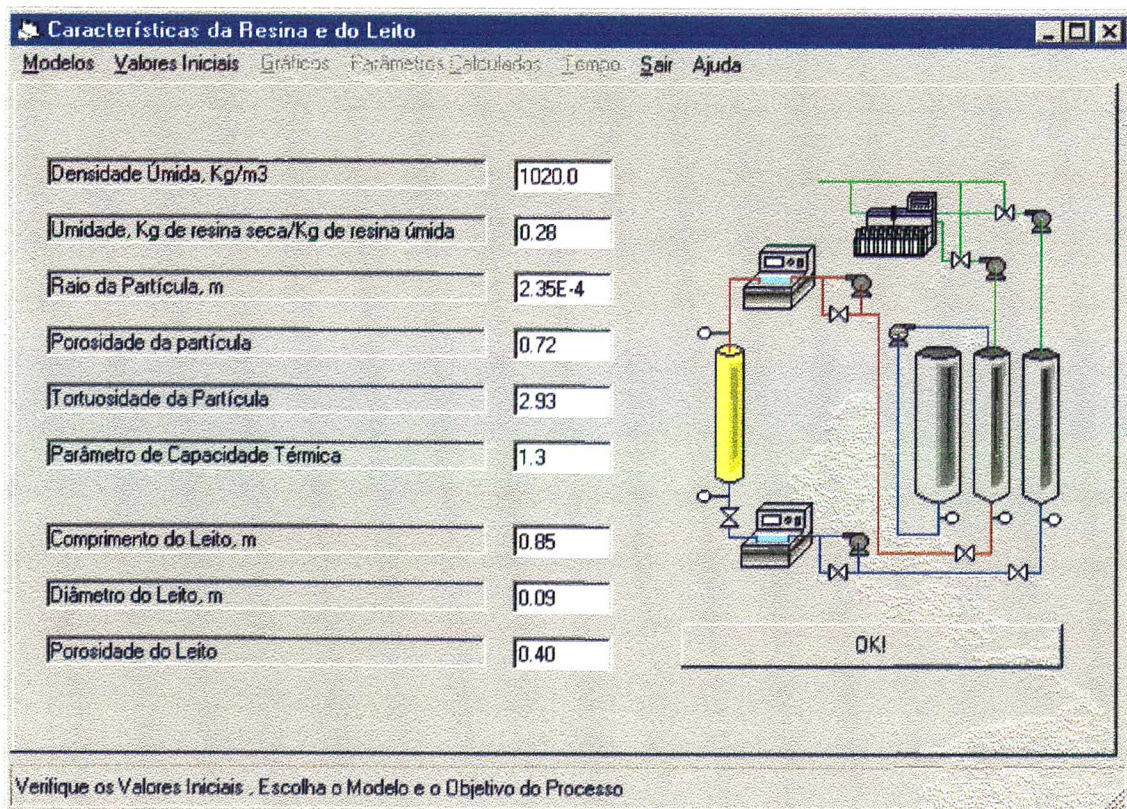 Características da Resina e do Leito
Modelos Valores Iniciais Gráficos Parâmetros Calculados Tempo Sair Ajuda
Densidade Úmida, Kg/m3 1020.0
Umidade, Kg de resina seca/Kg de resina úmida 0.28
Raio da Partícula, m 2.35E-4
Porosidade da partícula 0.72
Tortuosidade da Partícula 2.93
Parâmetro de Capacidade Térmica 1.3
Comprimento do Leito, m 0.85
Diâmetro do Leito, m 0.09
Porosidade do Leito 0.40
OK!
Verifique os Valores Iniciais , Escolha o Modelo e o Objetivo do Processo